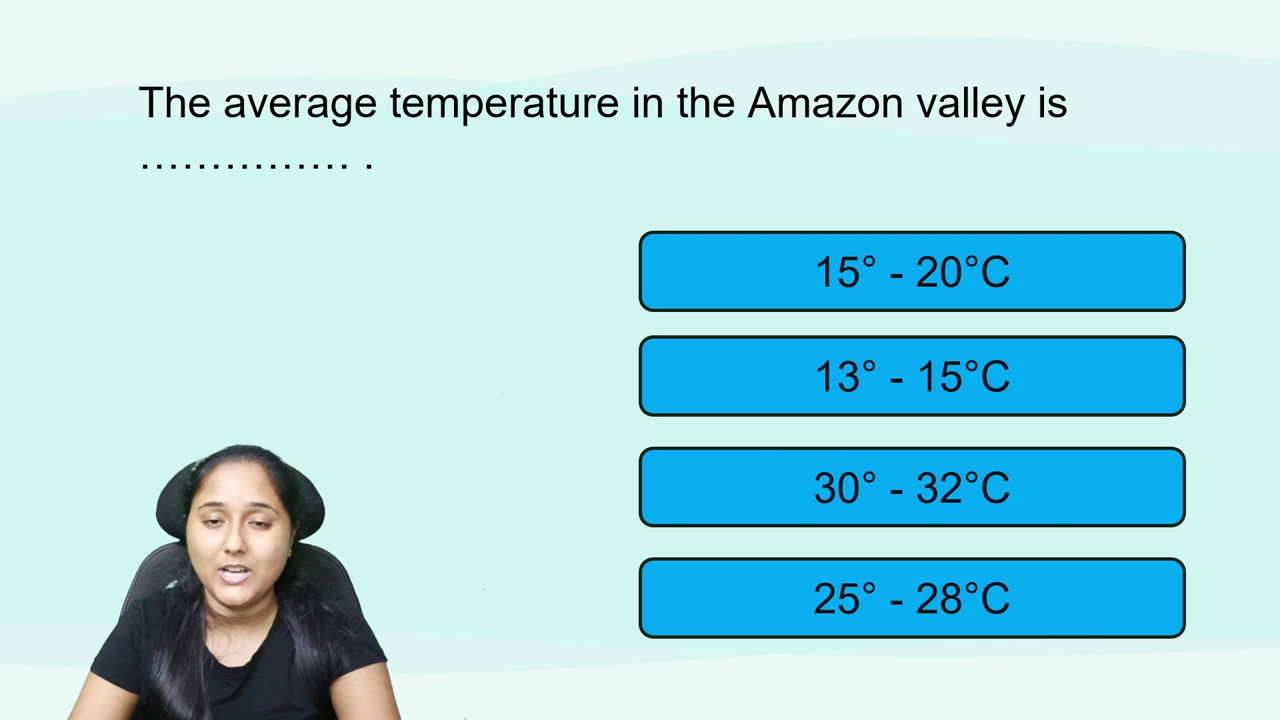 The average temperature in the Amazon valley is
…………… .
15° - 20°C
13° - 15°C
30° - 32°C
25° - 28°C